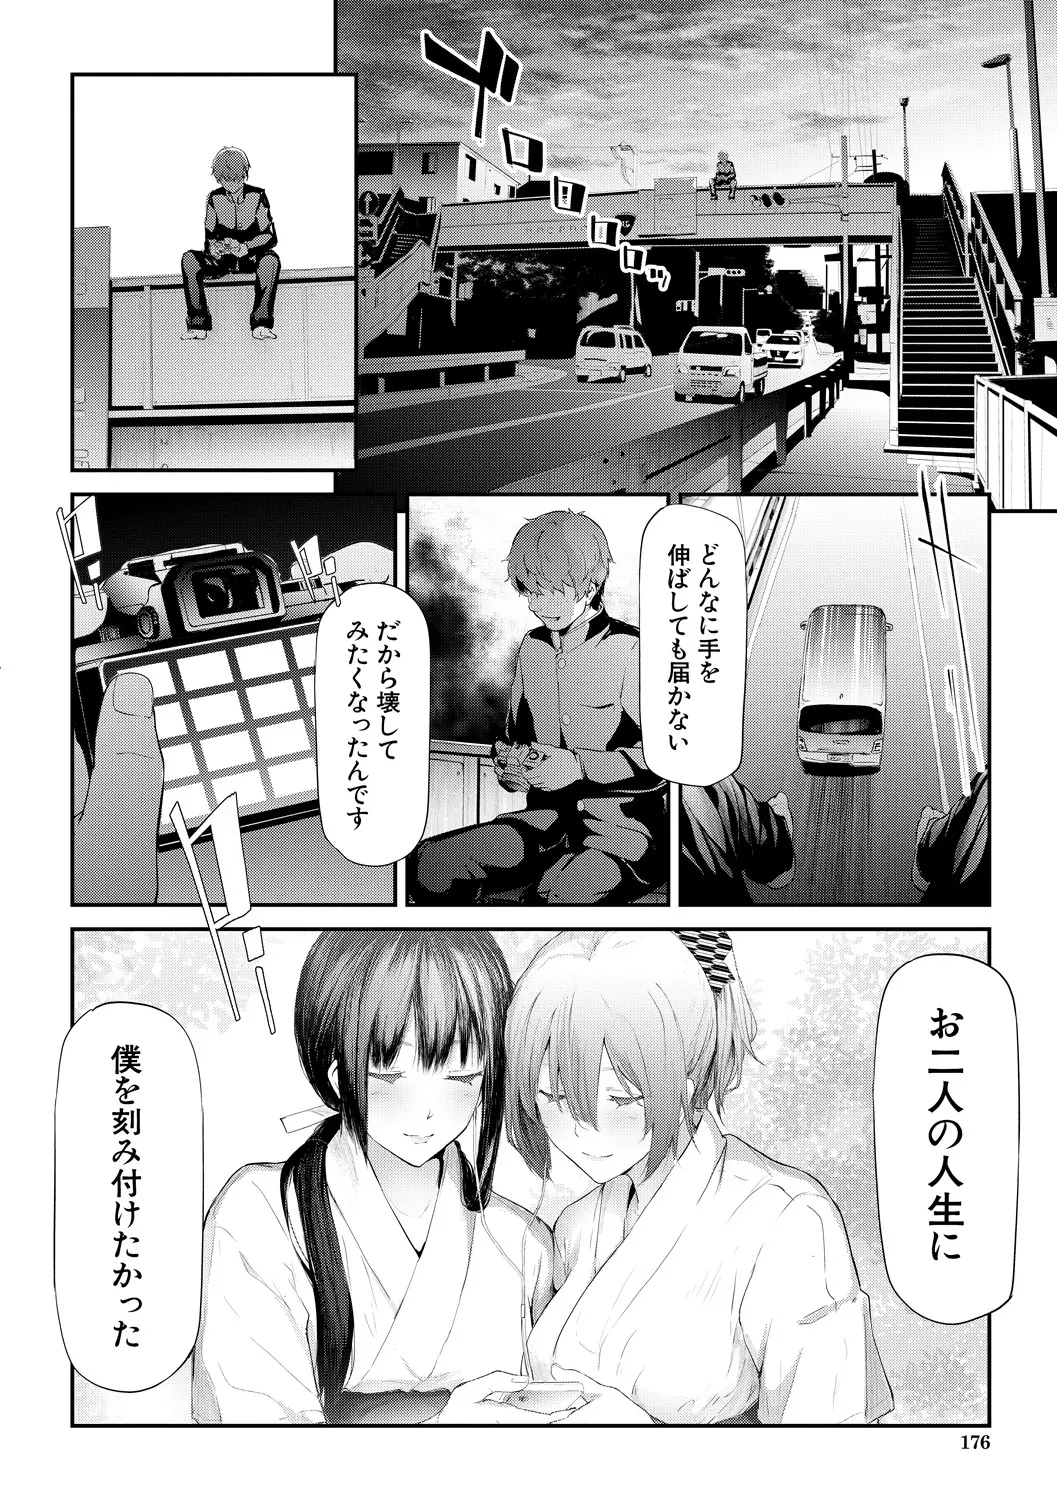 ゴロロロロッ
どんなに手を
伸ばしても届かない
だから壊して
みたくなったんです
お二人の人生に
僕を刻み付けたかった
176